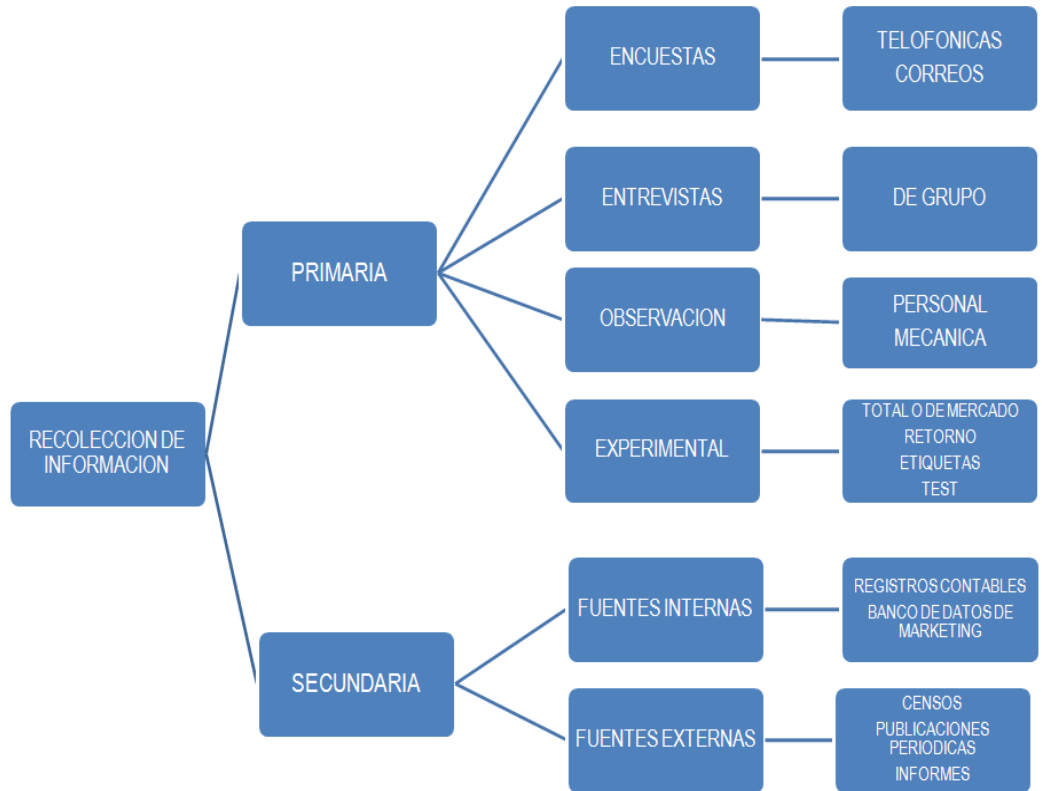 ENCUESTAS
TELOFONICAS
CORREOS
ENTREVISTAS
DE GRUPO
PRIMARIA
OBSERVACION
PERSONAL
MECANICA
RECOLECCION DE
INFORMACION
EXPERIMENTAL
TOTAL O DE MERCADO
RETORNO
ETIQUETAS
TEST
FUENTES INTERNAS
REGISTROS CONTABLES
BANCO DE DATOS DE
MARKETING
SECUNDARIA
FUENTES EXTERNAS
CENSOS
PUBLICACIONES
PERIODICAS
INFORMES